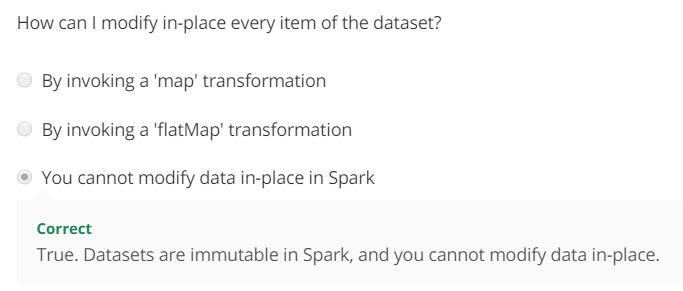 How can I modify in-place every item of the dataset?
By invoking a 'map' transformation
By invoking a 'flatMap' transformation
You cannot modify data in-place in Spark
Correct
True. Datasets are immutable in Spark, and you cannot modify data in-place.